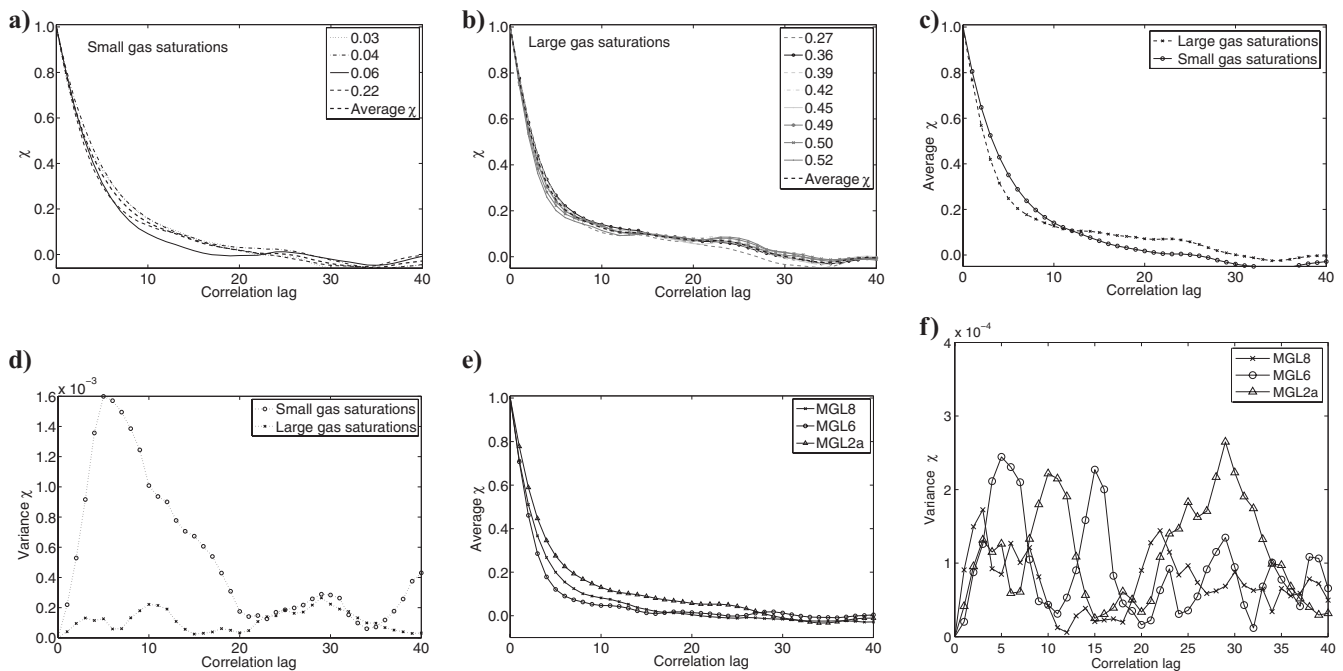 a)
1.0
0.8
0.6
0.4
0.2
0.0
χ
Small gas saturations
0.03
0.04
0.06
0.22
Average χ
0
10
20
30
40
Correlation lag
b)
1.0
0.8
0.6
0.4
0.2
0.0
χ
Large gas saturations
0.27
0.36
0.39
0.42
0.45
0.49
0.50
0.52
Average χ
0
10
20
30
40
Correlation lag
c)
1.0
0.8
0.6
0.4
0.2
0.0
Average χ
Large gas saturations
Small gas saturations
0
10
20
30
40
Correlation lag
d)
x 10⁻³
1.6
1.4
1.2
1.0
0.8
0.6
0.4
0.2
0.0
Variance χ
Small gas saturations
Large gas saturations
0
10
20
30
40
Correlation lag
e)
1.0
0.8
0.6
0.4
0.2
0.0
Average χ
MGL8
MGL6
MGL2a
0
10
20
30
40
Correlation lag
f)
x 10⁻⁴
4
3
2
1
0
Variance χ
MGL8
MGL6
MGL2a
0
5
10
15
20
25
30
35
40
Correlation lag